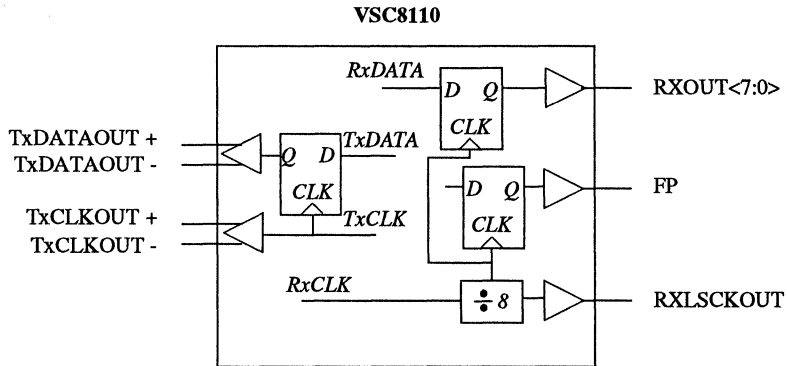 VSC8110
RxDATA
D Q
CLK
RXOUT<7:0>
TxDATAOUT +
TxDATAOUT -
Q D
CLK
TxDATA
D Q
CLK
FP
TxCLKOUT +
TxCLKOUT -
TxCLK
RxCLK
÷ 8
RXLSCKOUT